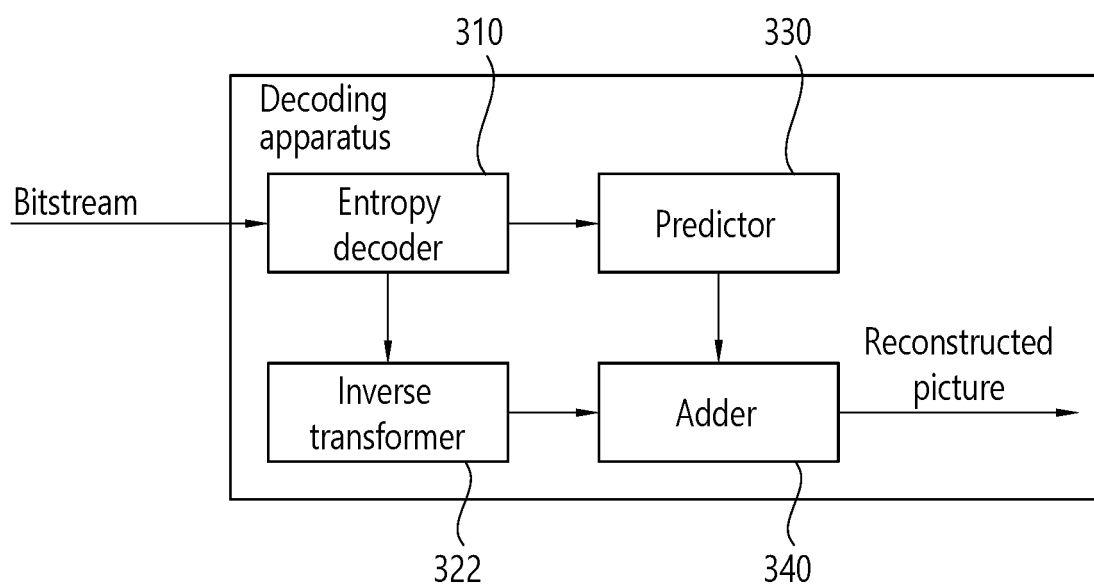 310
330
Decoding
apparatus
Bitstream
Entropy
decoder
Predictor
Reconstructed
picture
Inverse
transformer
Adder
322
340